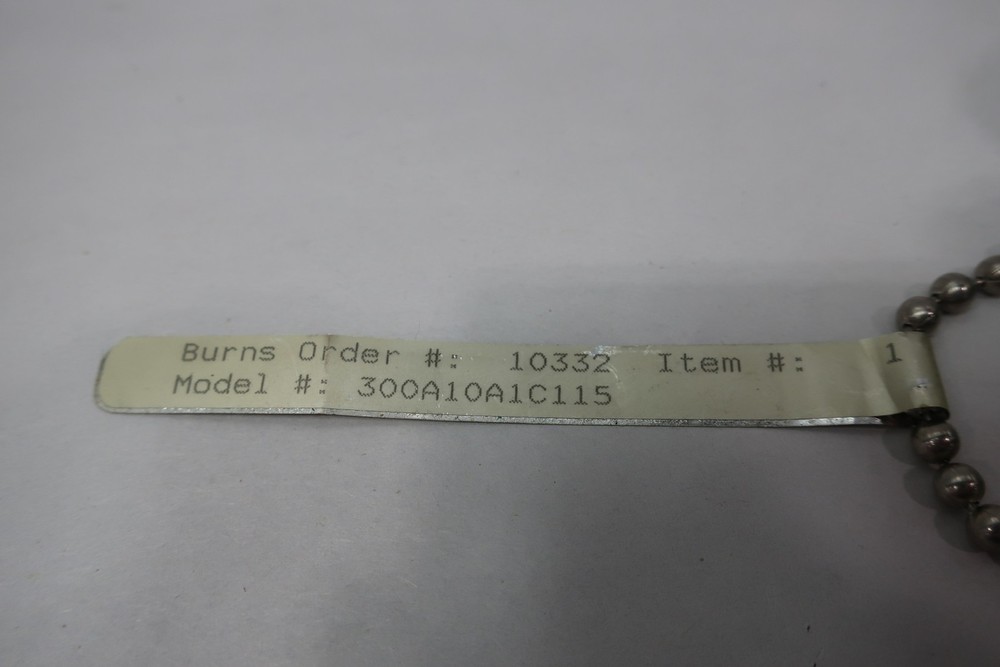 Burns Order #: 10332 Item #: 1
Model #: 300A10A1C115